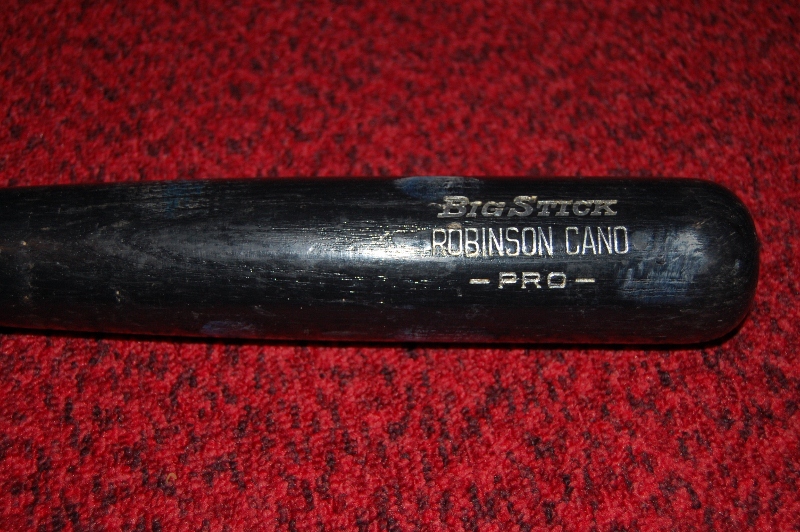 BIG STICK
ROBINSON CANO
- PRO -